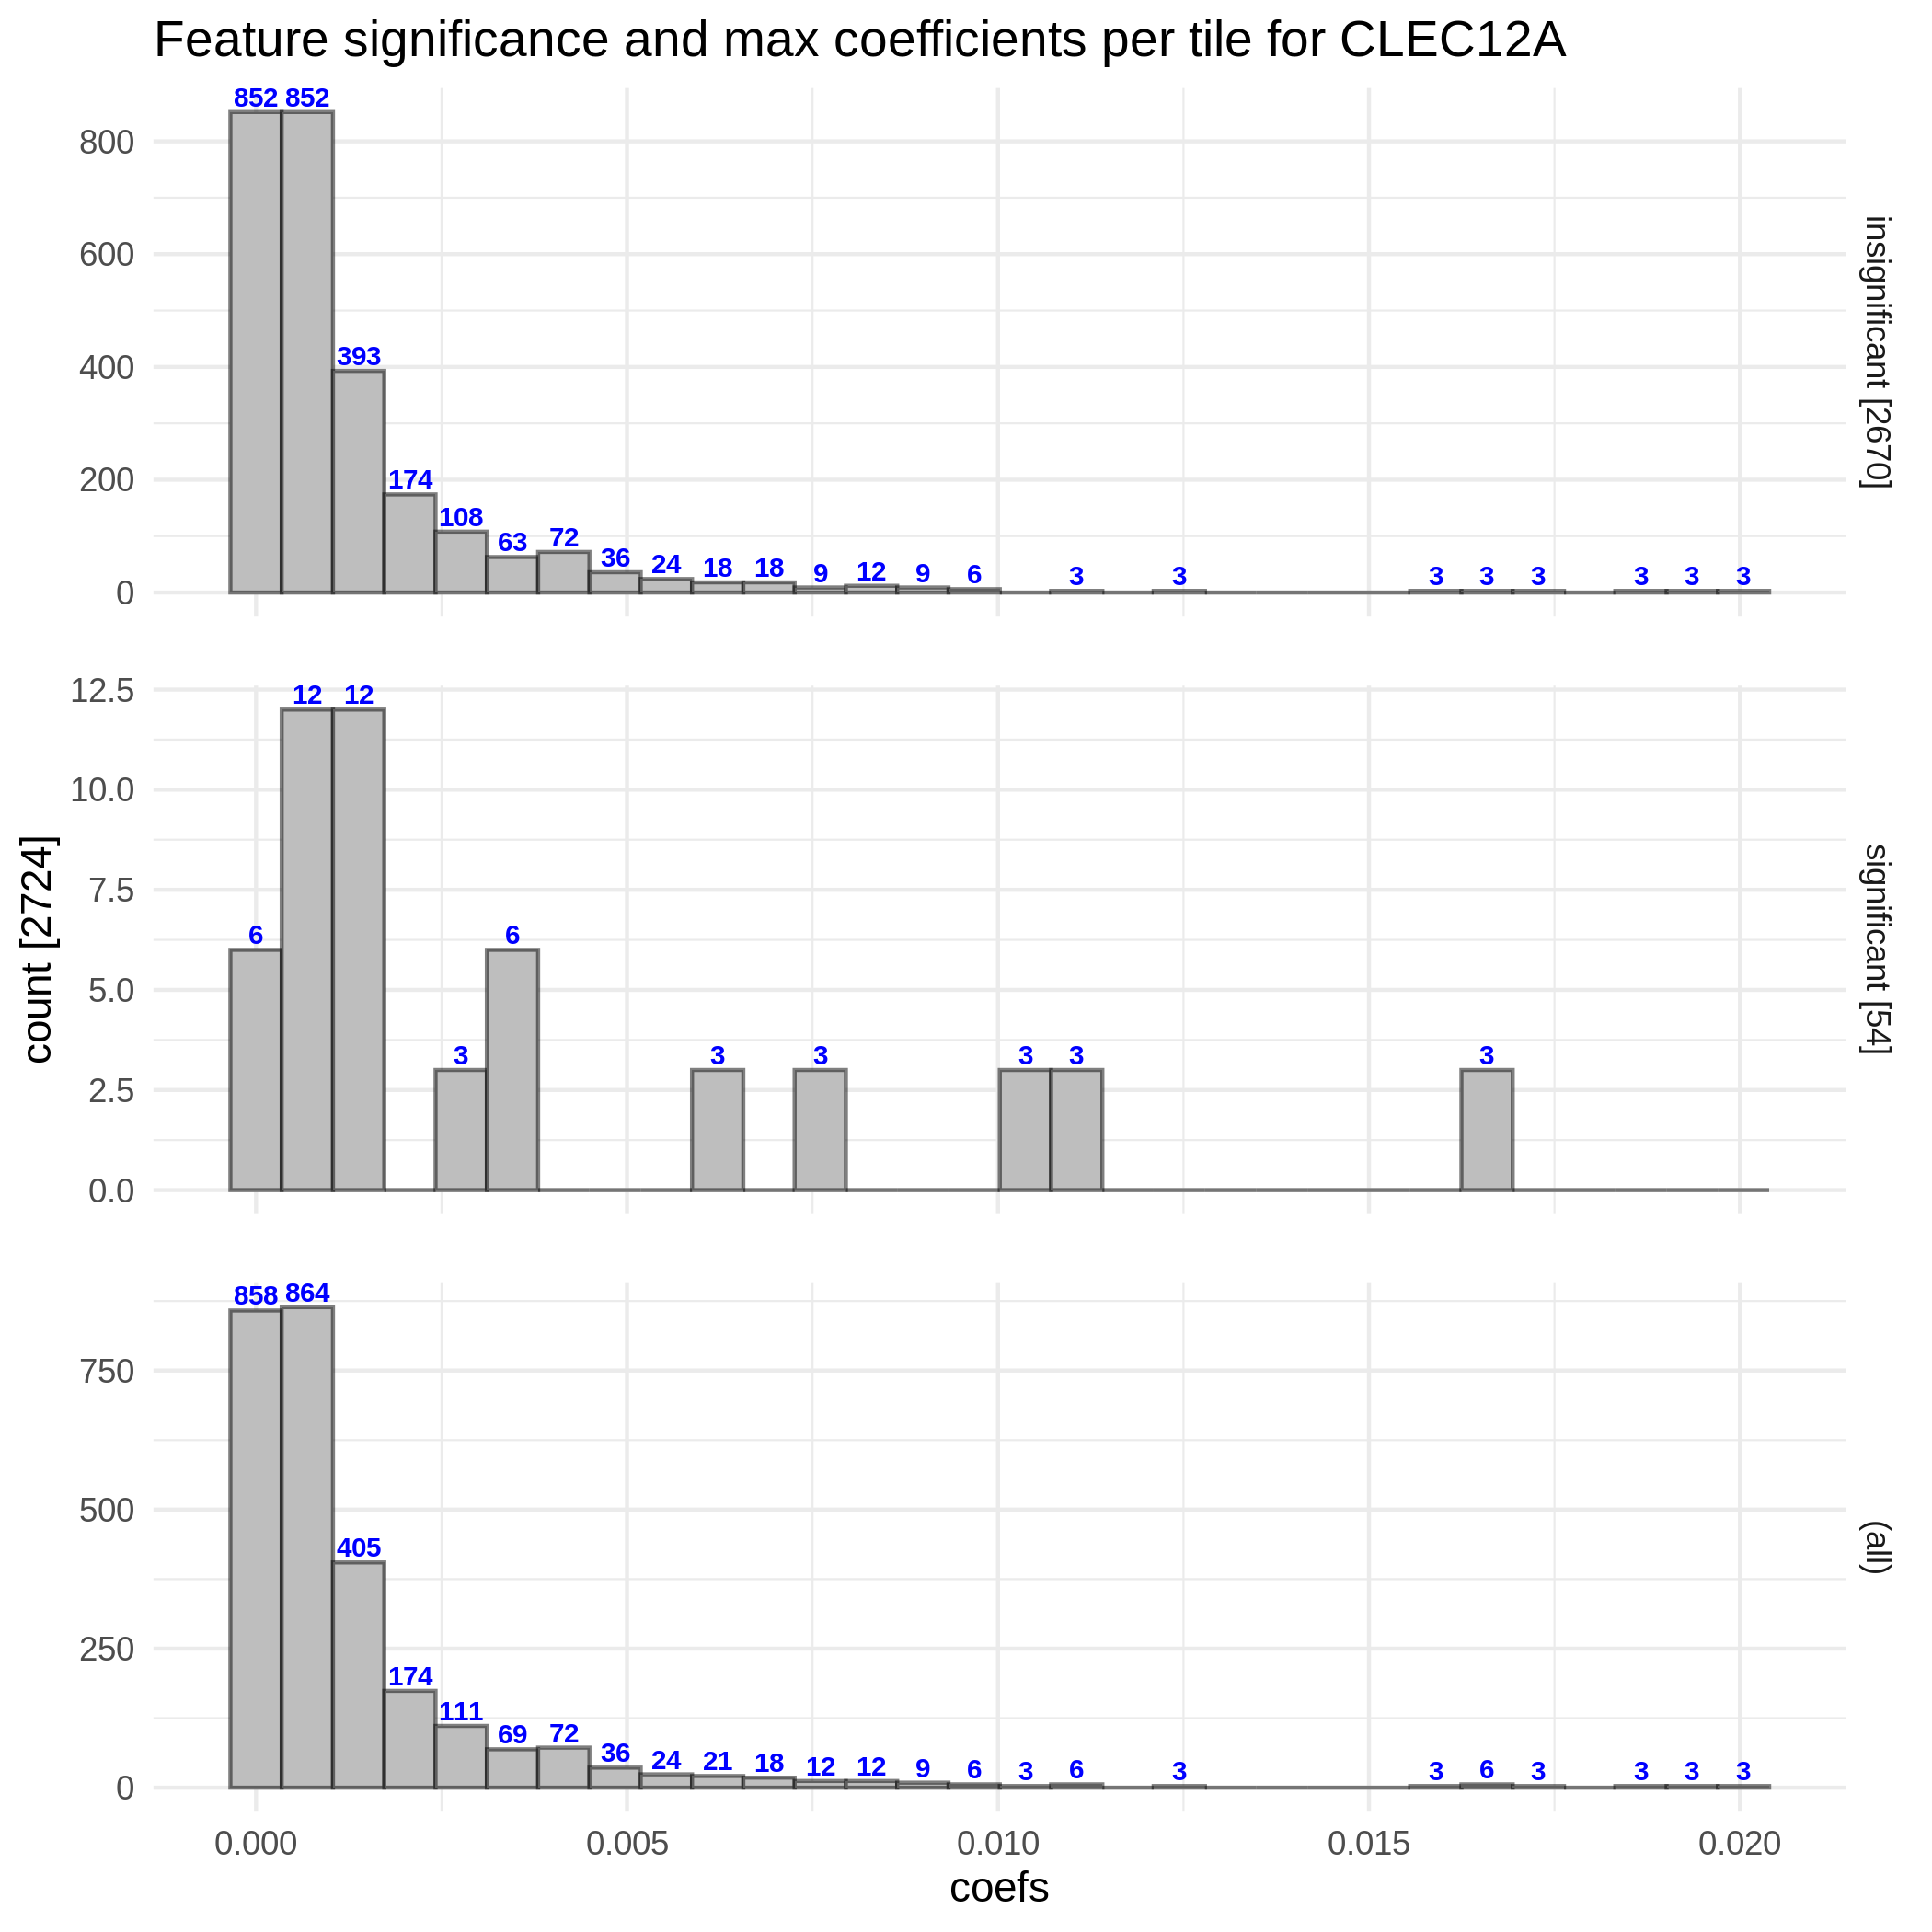 Feature significance and max coefficients per tile for CLEC12A
852 852 393 174 108 63 72 36 24 18 18 9 12 9 6 3 3 3 3 3 3 3 3
800
600
400
200
0
insignificant [2670]
12 12 6 3 6 3 3 3 3 3
12.5
10.0
7.5
5.0
2.5
0.0
significant [54]
count [2724]
858 864 405 174 111 69 72 36 24 21 18 12 12 9 6 3 6 3 3 6 3 3 3 3
750
500
250
0
(all)
0.000 0.005 0.010 0.015 0.020
coefs